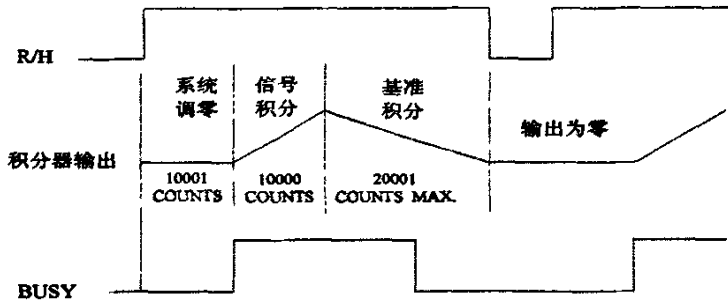 R/H
系统
调零
信号
积分
基准
积分
输出为零
积分器输出
10001
COUNTS
10000
COUNTS
20001
COUNTS MAX.
BUSY